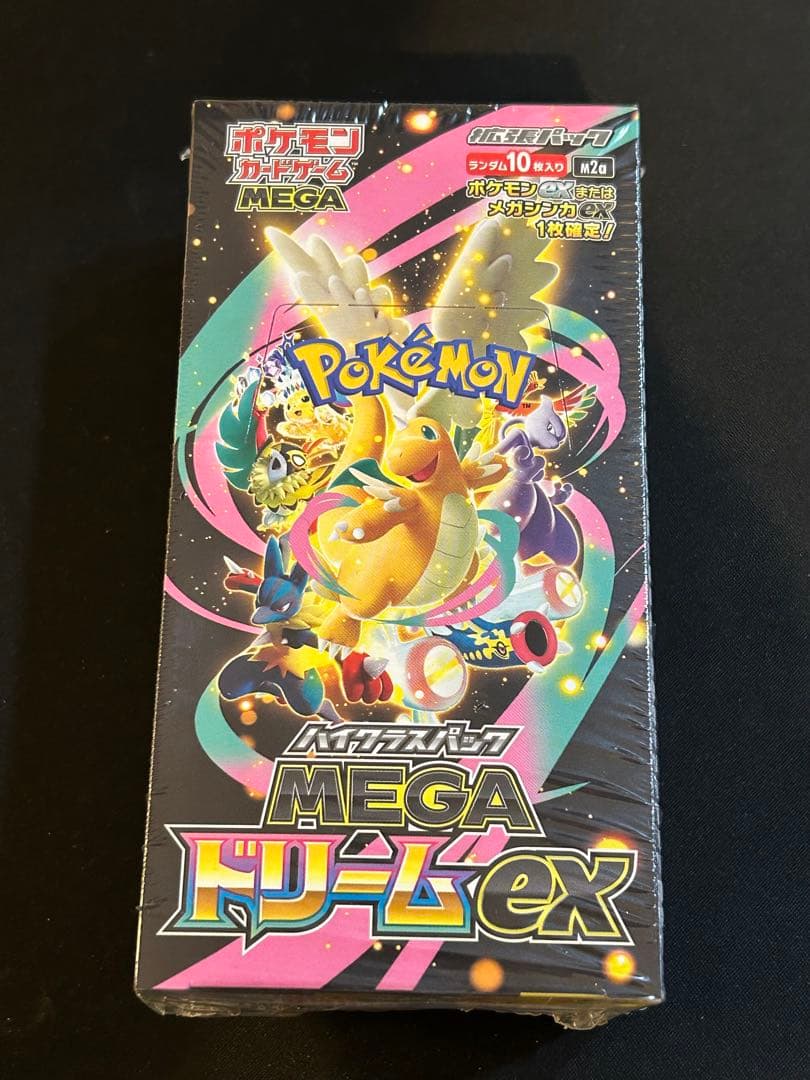 ポケモン
カードゲーム
MEGA
拡張パック
ランダム10枚入り M2a
ポケモンexまたは
メガシンカex
1枚確定!
POKÉMON
TM
ハイクラスパック
MEGA
ドリームex